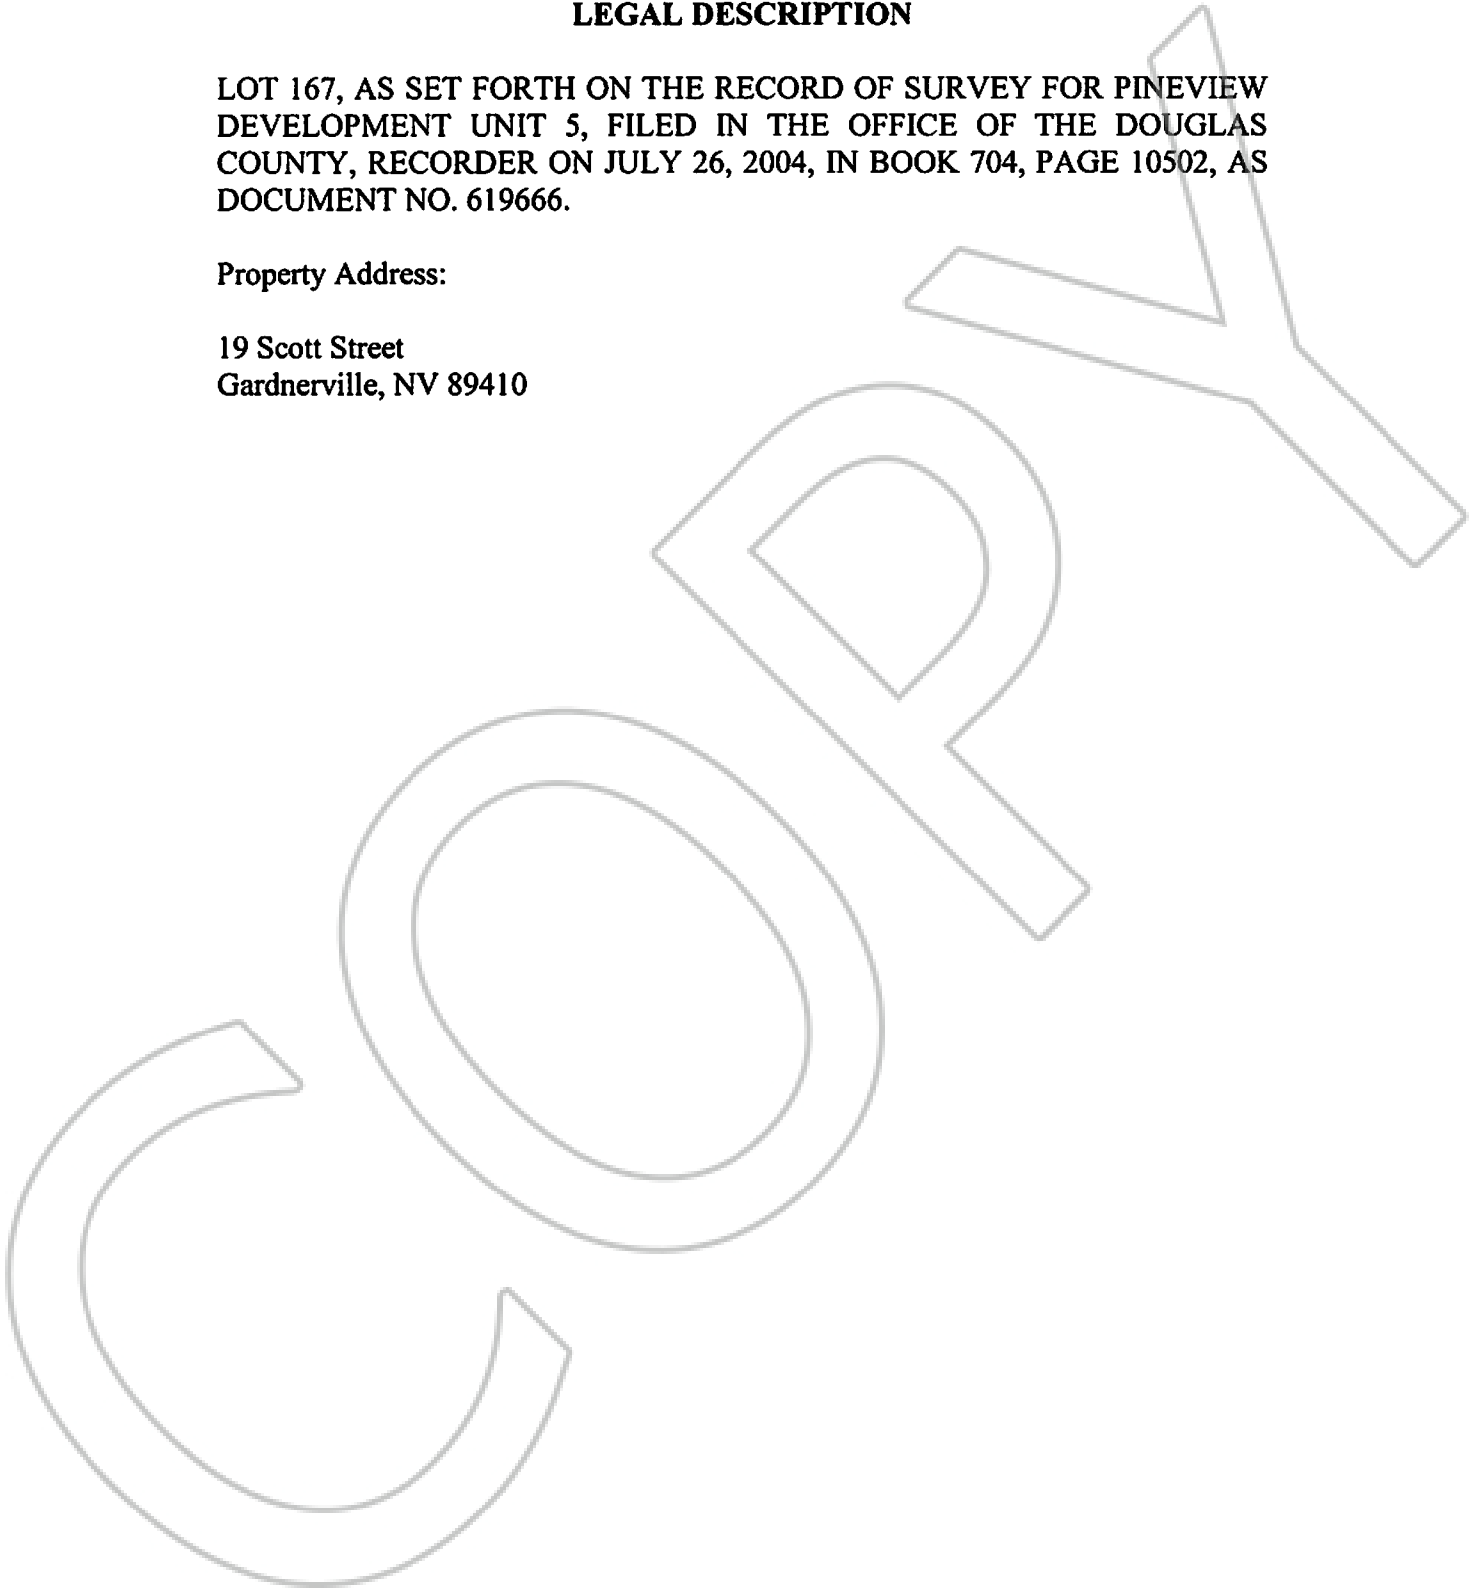 LEGAL DESCRIPTION
LOT 167, AS SET FORTH ON THE RECORD OF SURVEY FOR PINEVIEW
DEVELOPMENT UNIT 5, FILED IN THE OFFICE OF THE DOUGLAS
COUNTY, RECORDER ON JULY 26, 2004, IN BOOK 704, PAGE 10502, AS
DOCUMENT NO. 619666.
Property Address:
19 Scott Street
Gardnerville, NV 89410
COPY